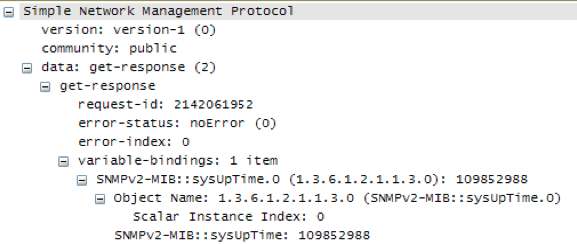 Simple Network Management Protocol
version: version-1 (0)
community: public
data: get-response (2)
get-response
request-id: 2142061952
error-status: noError (0)
error-index: 0
variable-bindings: 1 item
SNMPv2-MIB::sysUpTime.0 (1.3.6.1.2.1.1.3.0): 109852988
Object Name: 1.3.6.1.2.1.1.3.0 (SNMPv2-MIB::sysUpTime.0)
Scalar Instance Index: 0
SNMPv2-MIB::sysUpTime: 109852988